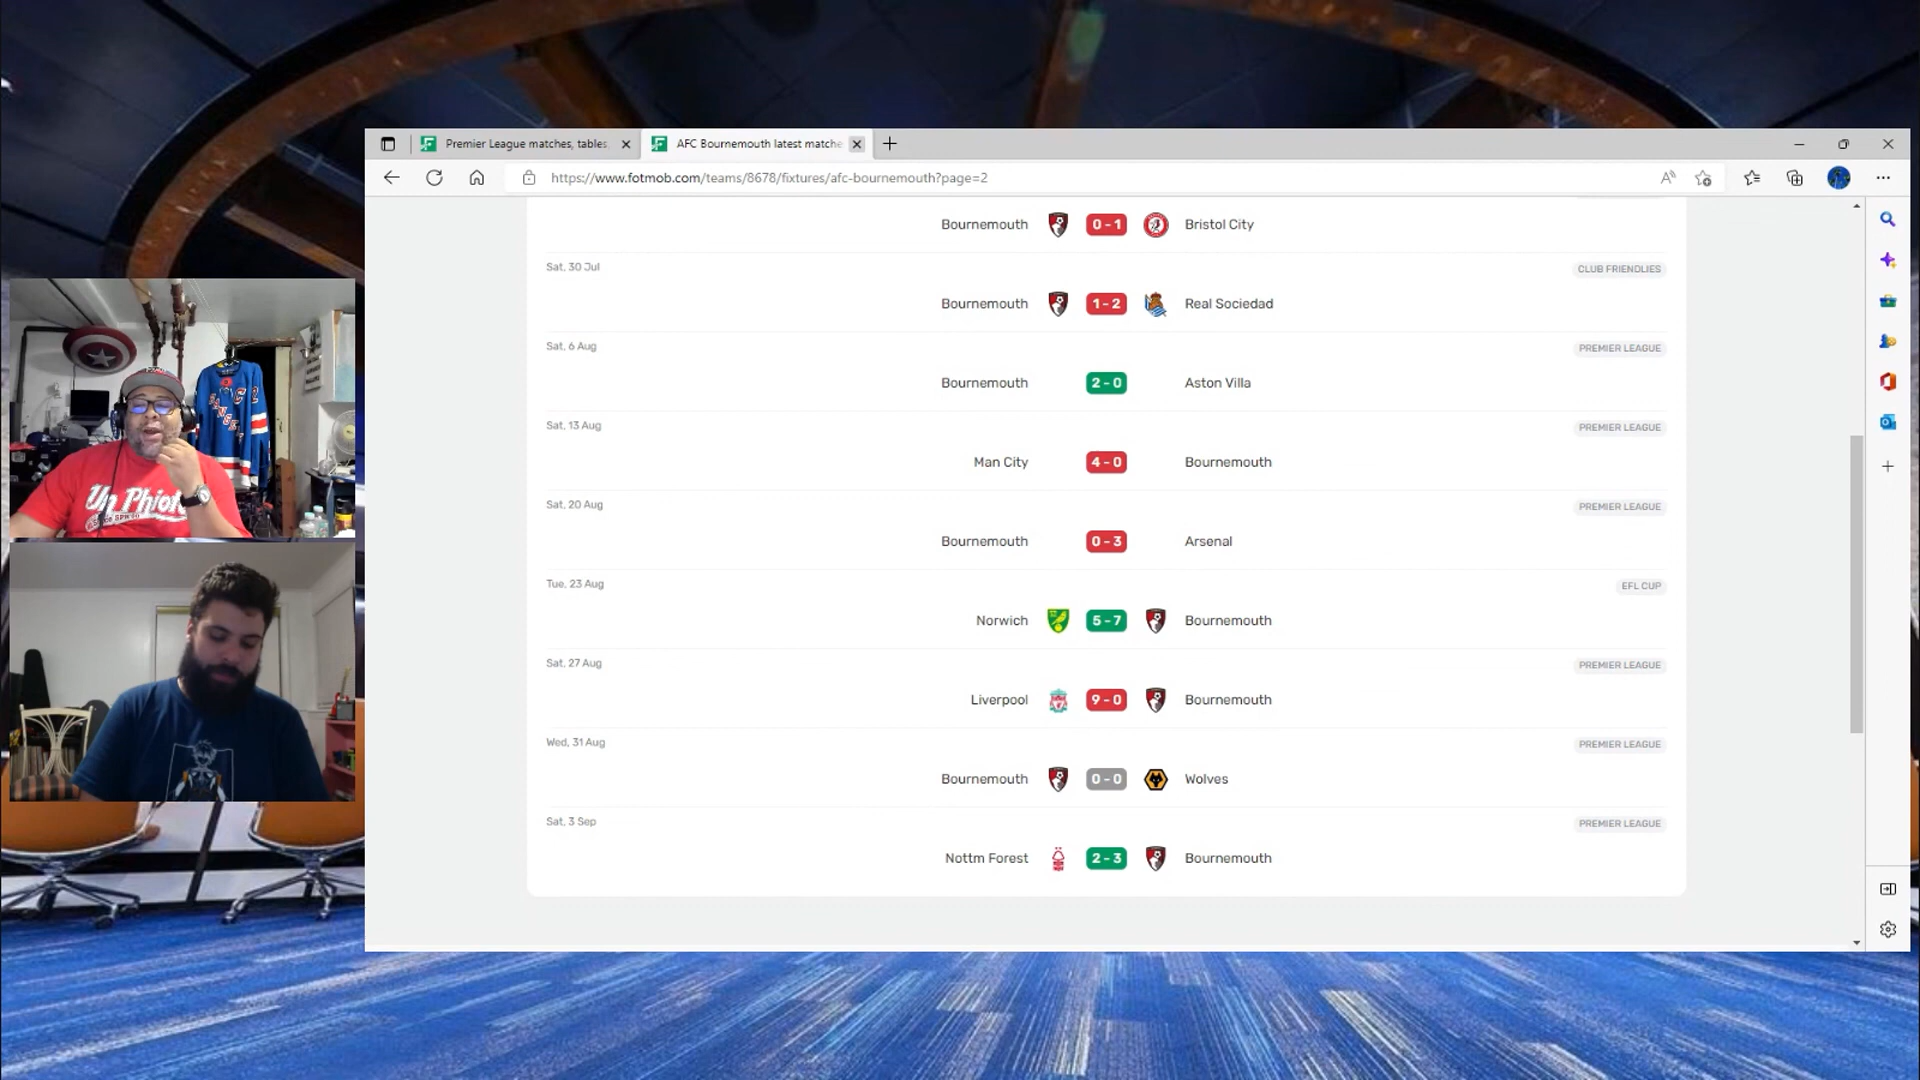 Premier League matches, tables
AFC Bournemouth latest matche
https://www.fotmob.com/teams/8678/fixtures/afc-bournemouth?page=2
Bournemouth 0 - 1 Bristol City
Sat, 30 Jul CLUB FRIENDLIES
Bournemouth 1 - 2 Real Sociedad
Sat, 6 Aug PREMIER LEAGUE
Bournemouth 2 - 0 Aston Villa
Sat, 13 Aug PREMIER LEAGUE
Man City 4 - 0 Bournemouth
Sat, 20 Aug PREMIER LEAGUE
Bournemouth 0 - 3 Arsenal
Tue, 23 Aug EFL CUP
Norwich 5 - 7 Bournemouth
Sat, 27 Aug PREMIER LEAGUE
Liverpool 9 - 0 Bournemouth
Wed, 31 Aug PREMIER LEAGUE
Bournemouth 0 - 0 Wolves
Sat, 3 Sep PREMIER LEAGUE
Nottm Forest 2 - 3 Bournemouth